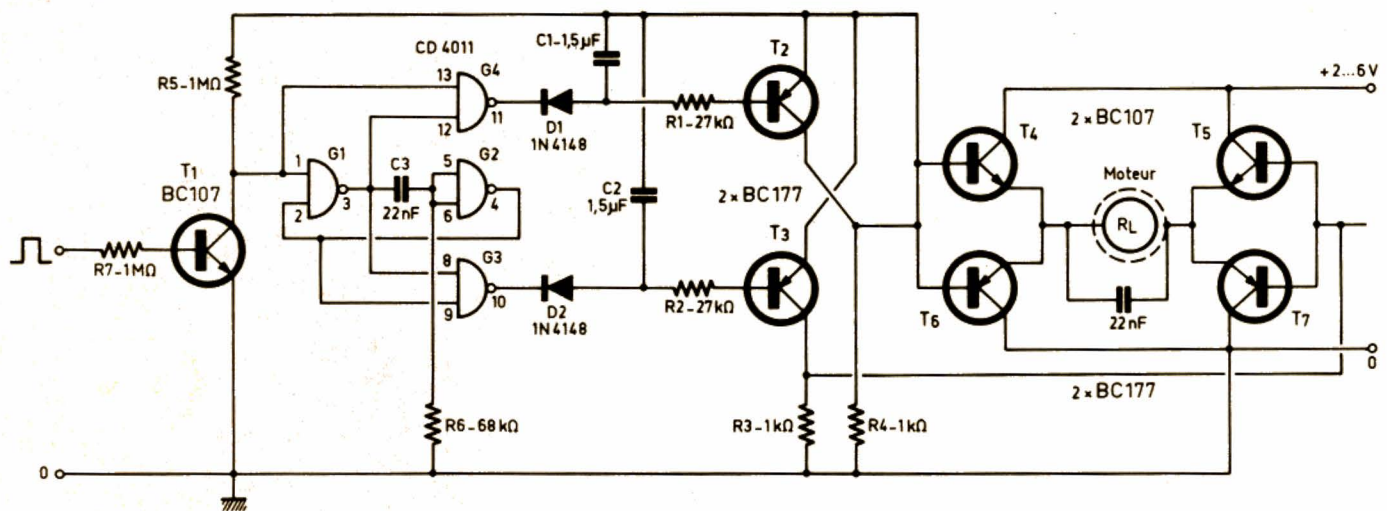 R5-1MΩ
T1
BC107
R7-1MΩ
0
CD 4011
13
12
G4
11
1
2
G1
3
C3
22nF
5
6
G2
4
8
9
G3
10
D1
1N4148
D2
1N4148
C1-1,5µF
C2
1,5µF
R6-68kΩ
R1-27kΩ
R2-27kΩ
T2
2×BC177
T3
R3-1kΩ
R4-1kΩ
+2...6V
T4
2×BC107
T5
Moteur
RL
22nF
T6
T7
0
2×BC177